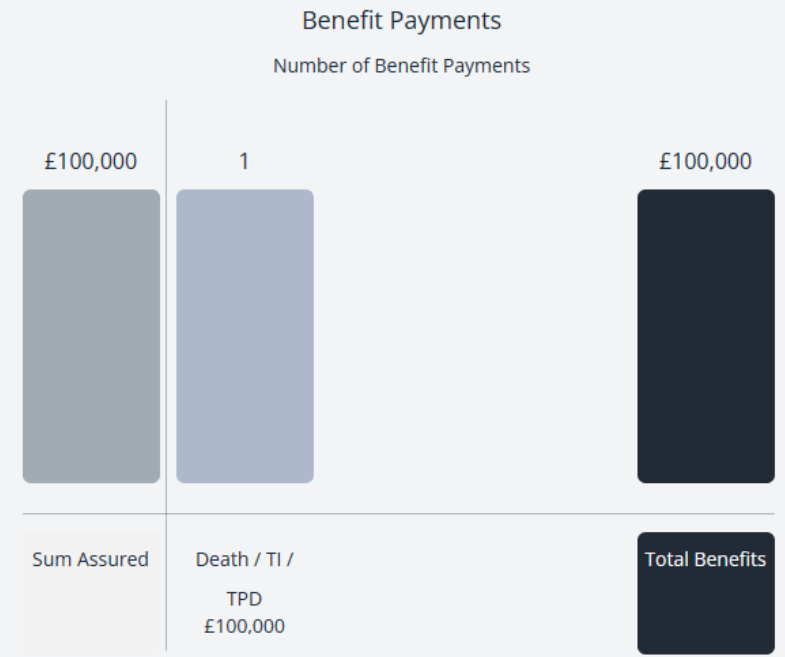 Benefit Payments
Number of Benefit Payments
£100,000
1
£100,000
Sum Assured
Death / TI /
TPD
£100,000
Total Benefits